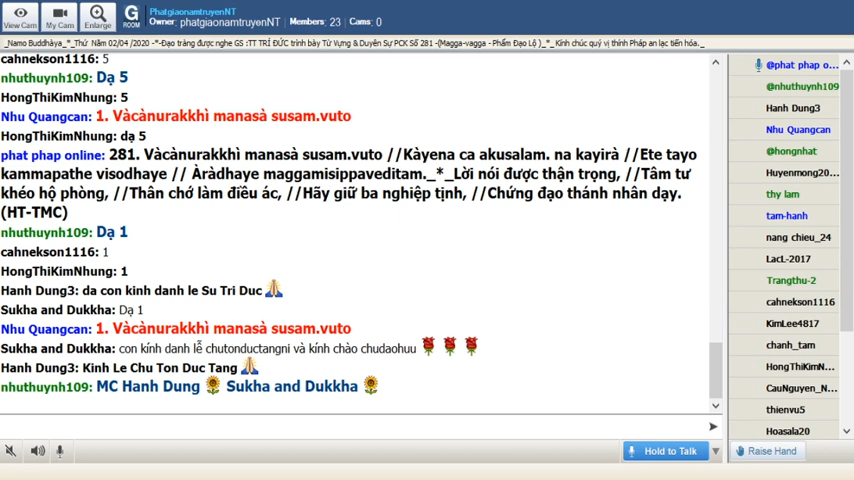 PhatgiaonamtruyenNT
Owner: phatgiaonamtruyenNT | Members: 23 | Cams: 0
View Cam
My Cam
Enlarge
G
ROOM
_Namo Buddhàya_*_Thứ Năm 02/04 /2020 -*-Đạo tràng được nghe GS :TT TRÍ ĐỨC trình bày Từ Vựng & Duyên Sự PCK Số 281 -(Magga-vagga - Phẩm Đạo Lộ )_*_ Kính chúc quý vị thính Pháp an lạc tiến hóa._
cahnekson1116: 5
nhuthuynh109: Dạ 5
HongThiKimNhung: 5
Nhu Quangcan: 1. Vàcànurakkhì manasà susam.vuto
HongThiKimNhung: dạ 5
phat phap online: 281. Vàcànurakkhì manasà susam.vuto //Kàyena ca akusalam. na kayirà //Ete tayo
kammapathe visodhaye // Àràdhaye maggamisippaveditam._*_Lời nói được thận trọng, //Tâm tư
khéo hộ phòng, //Thân chớ làm điều ác, //Hãy giữ ba nghiệp tịnh, //Chứng đạo thánh nhân dạy.
(HT-TMC)
nhuthuynh109: Dạ 1
cahnekson1116: 1
HongThiKimNhung: 1
Hanh Dung3: da con kinh danh le Su Tri Duc
Sukha and Dukkha: Dạ 1
Nhu Quangcan: 1. Vàcànurakkhì manasà susam.vuto
Sukha and Dukkha: con kính danh lễ chutonductangni và kính chào chudaohuu
Hanh Dung3: Kinh Le Chu Ton Duc Tang
nhuthuynh109: MC Hanh Dung Sukha and Dukkha
@phat phap o...
@nhuthuynh109
Hanh Dung3
Nhu Quangcan
@hongnhat
Huyenmong20...
thy lam
tam-hanh
nang chieu_24
LacL-2017
Trangthu-2
cahnekson1116
KimLee4817
chanh_tam
HongThiKimN...
CauNguyen_N...
thienvu5
Hoasala20
Hold to Talk
Raise Hand